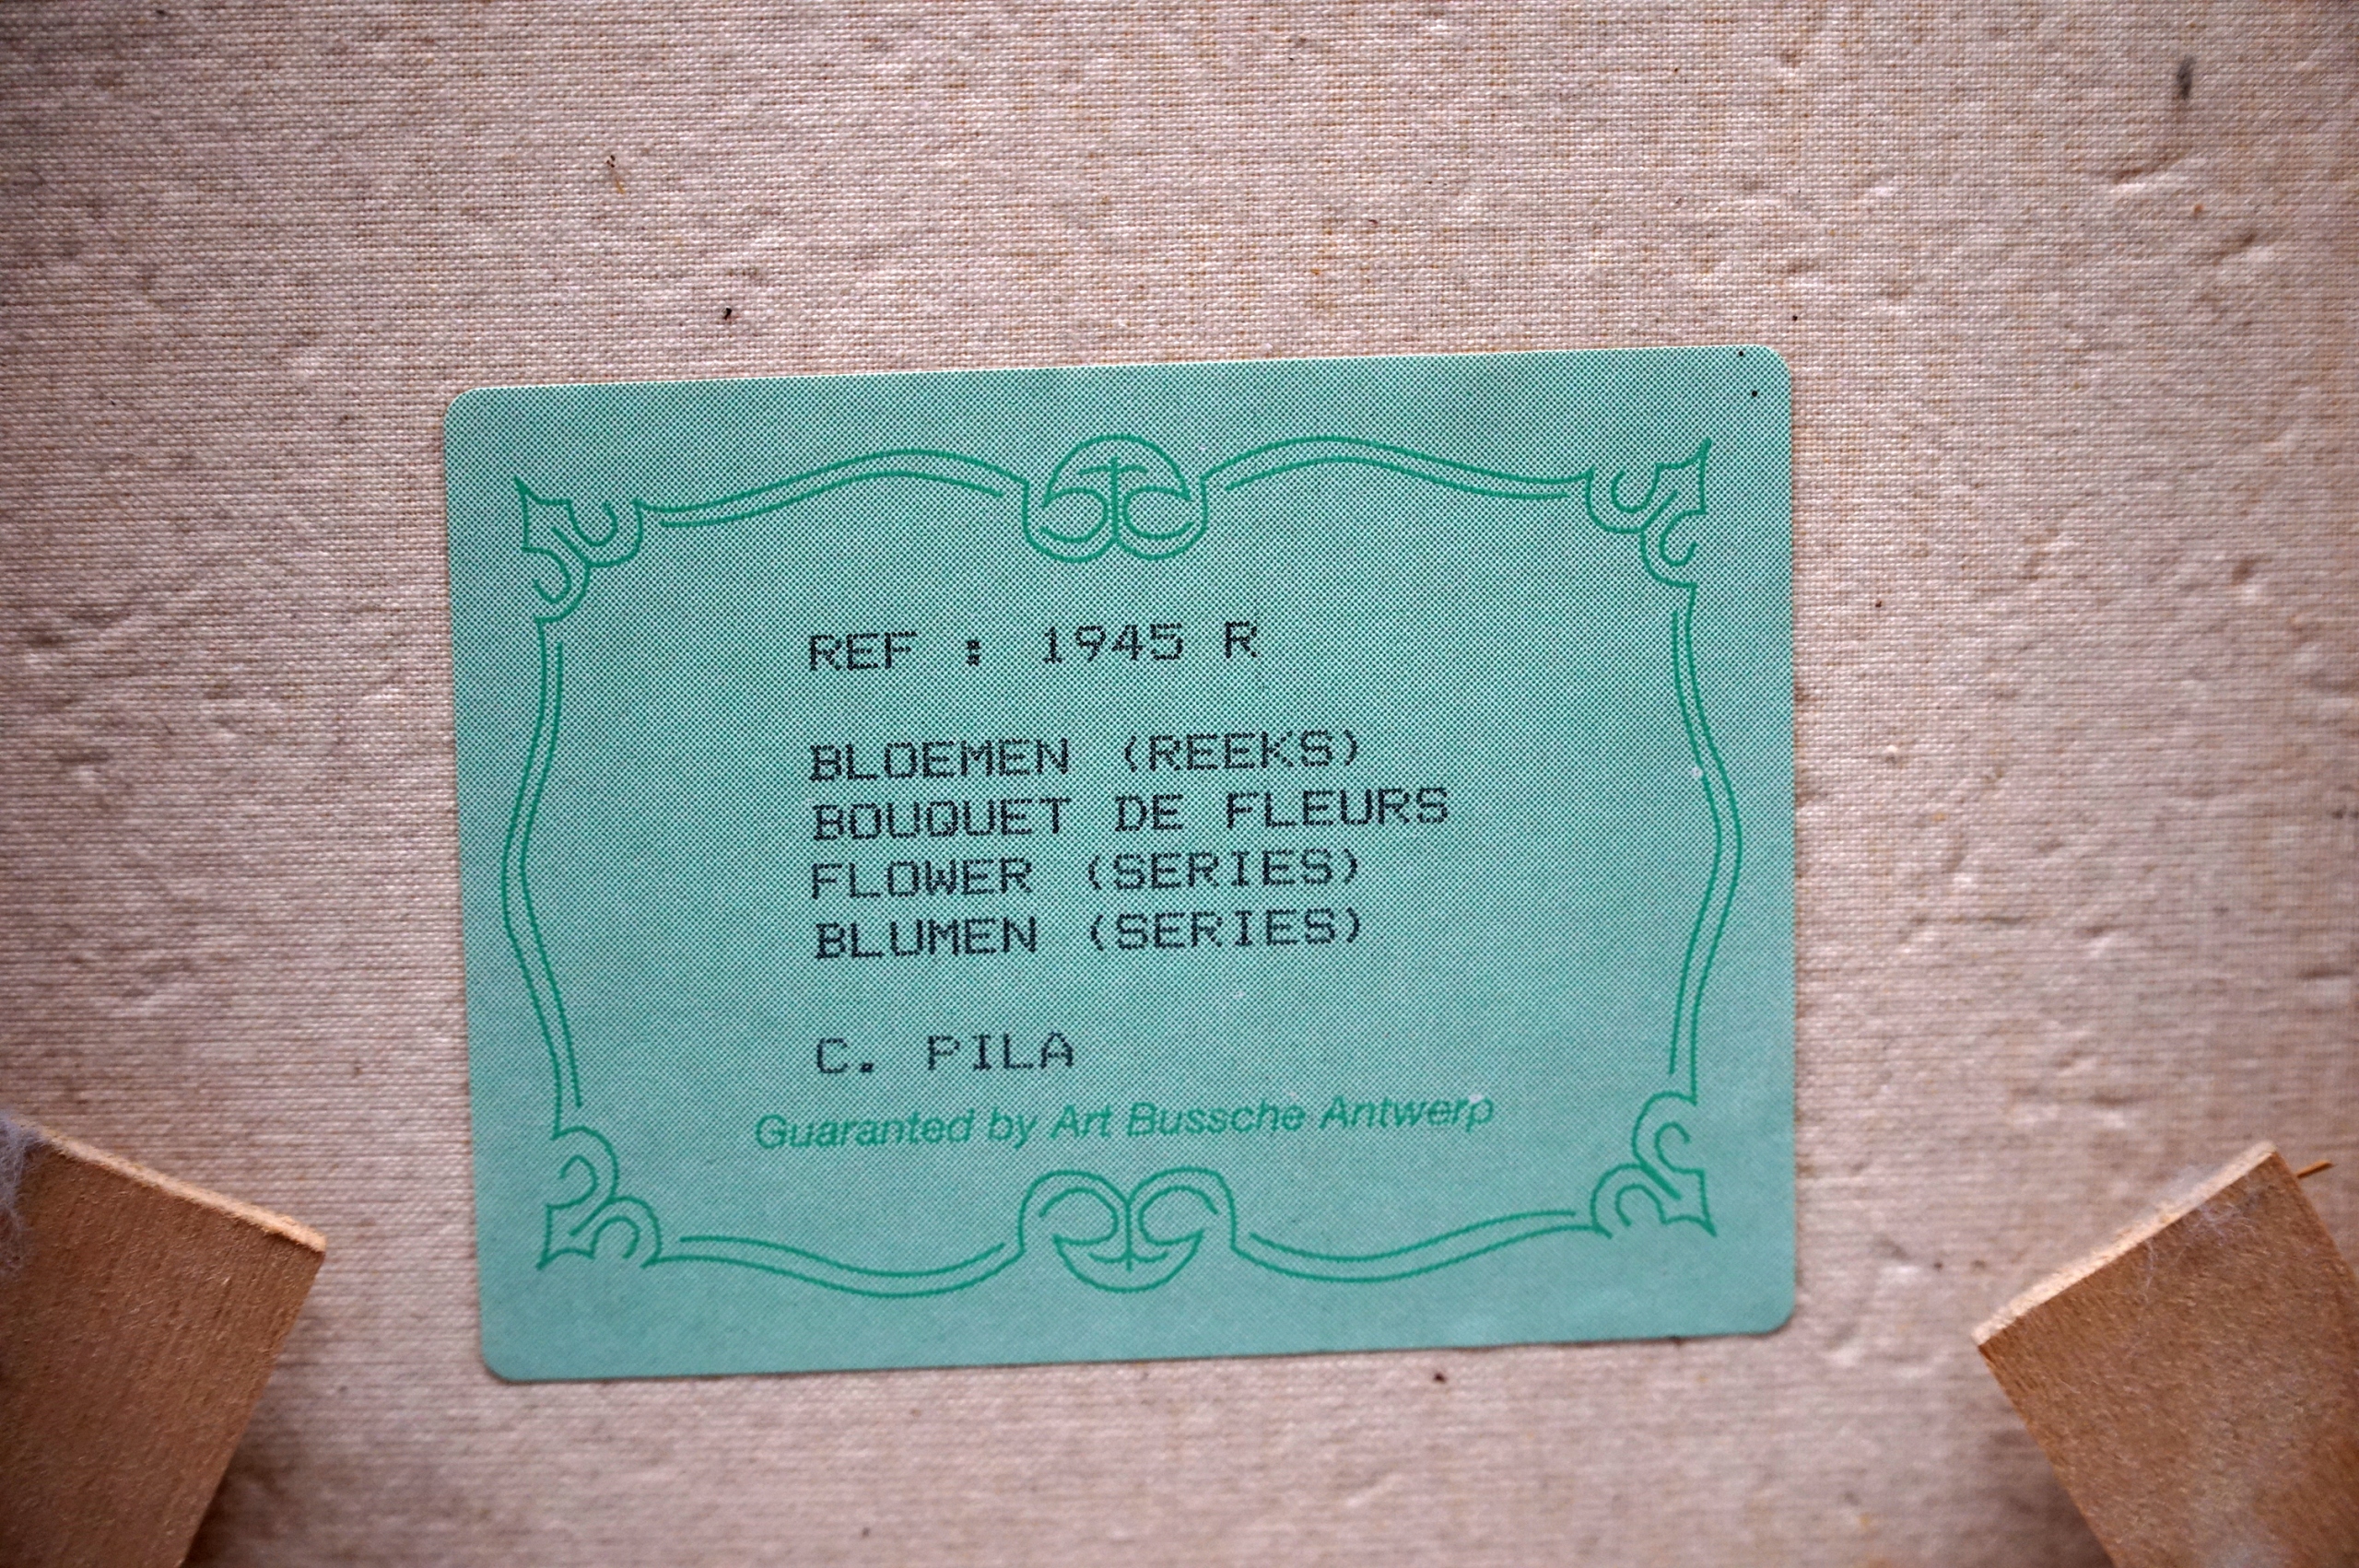 REF : 1945 R
BLOEMEN (REEKS)
BOUQUET DE FLEURS
FLOWER (SERIES)
BLUMEN (SERIES)
C. PILA
Guaranted by Art Bussche Antwerp